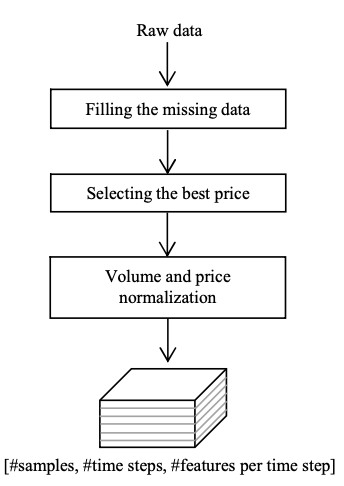 Raw data
Filling the missing data
Selecting the best price
Volume and price
normalization
[#samples, #time steps, #features per time step]